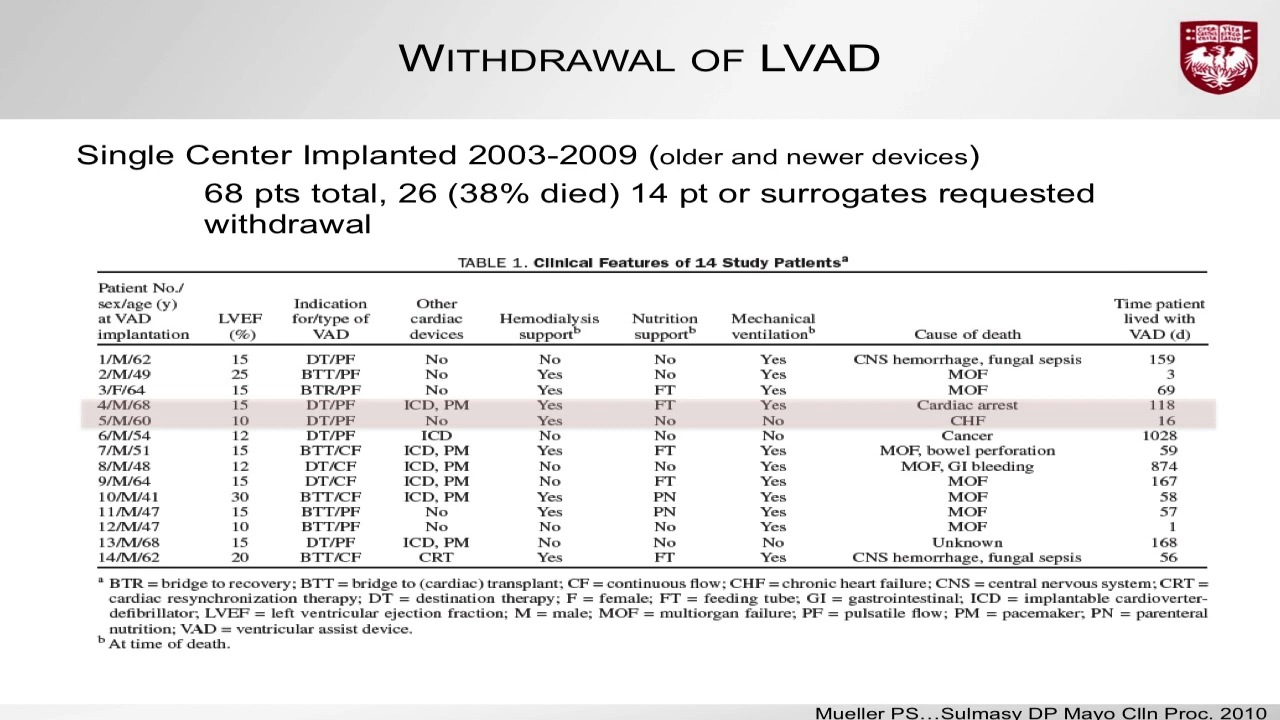 WITHDRAWAL OF LVAD
Single Center Implanted 2003-2009 (older and newer devices)
68 pts total, 26 (38% died) 14 pt or surrogates requested
withdrawal
TABLE 1. Clinical Features of 14 Study Patients^a
Patient No./
sex/age (y) Indication Other Time patient
at VAD LVEF for/type of cardiac Hemodialysis Nutrition Mechanical lived with
implantation (%) VAD devices support^b support^b ventilation^b Cause of death VAD (d)
1/M/62 15 DT/PF No No No Yes CNS hemorrhage, fungal sepsis 159
2/M/49 25 BTT/PF No Yes No Yes MOF 3
3/F/64 15 BTR/PF No Yes FT Yes MOF 69
4/M/68 15 DT/PF ICD, PM Yes FT Yes Cardiac arrest 118
5/M/60 10 DT/PF No Yes No No CHF 16
6/M/54 12 DT/PF ICD No No No Cancer 1028
7/M/51 15 BTT/CF ICD, PM Yes FT Yes MOF, bowel perforation 59
8/M/48 12 DT/CF ICD, PM No No Yes MOF, GI bleeding 874
9/M/64 15 DT/CF ICD, PM No FT Yes MOF 167
10/M/41 30 BTT/CF ICD, PM Yes PN Yes MOF 58
11/M/47 15 BTT/PF No Yes PN Yes MOF 57
12/M/47 10 BTT/PF No No No Yes MOF 1
13/M/68 15 DT/PF ICD, PM No No No Unknown 168
14/M/62 20 BTT/CF CRT Yes FT Yes CNS hemorrhage, fungal sepsis 56
^a BTR = bridge to recovery; BTT = bridge to (cardiac) transplant; CF = continuous flow; CHF = chronic heart failure; CNS = central nervous system; CRT =
cardiac resynchronization therapy; DT = destination therapy; F = female; FT = feeding tube; GI = gastrointestinal; ICD = implantable cardioverter-
defibrillator; LVEF = left ventricular ejection fraction; M = male; MOF = multiorgan failure; PF = pulsatile flow; PM = pacemaker; PN = parenteral
nutrition; VAD = ventricular assist device.
^b At time of death.
Mueller PS…Sulmasy DP Mayo Clin Proc. 2010